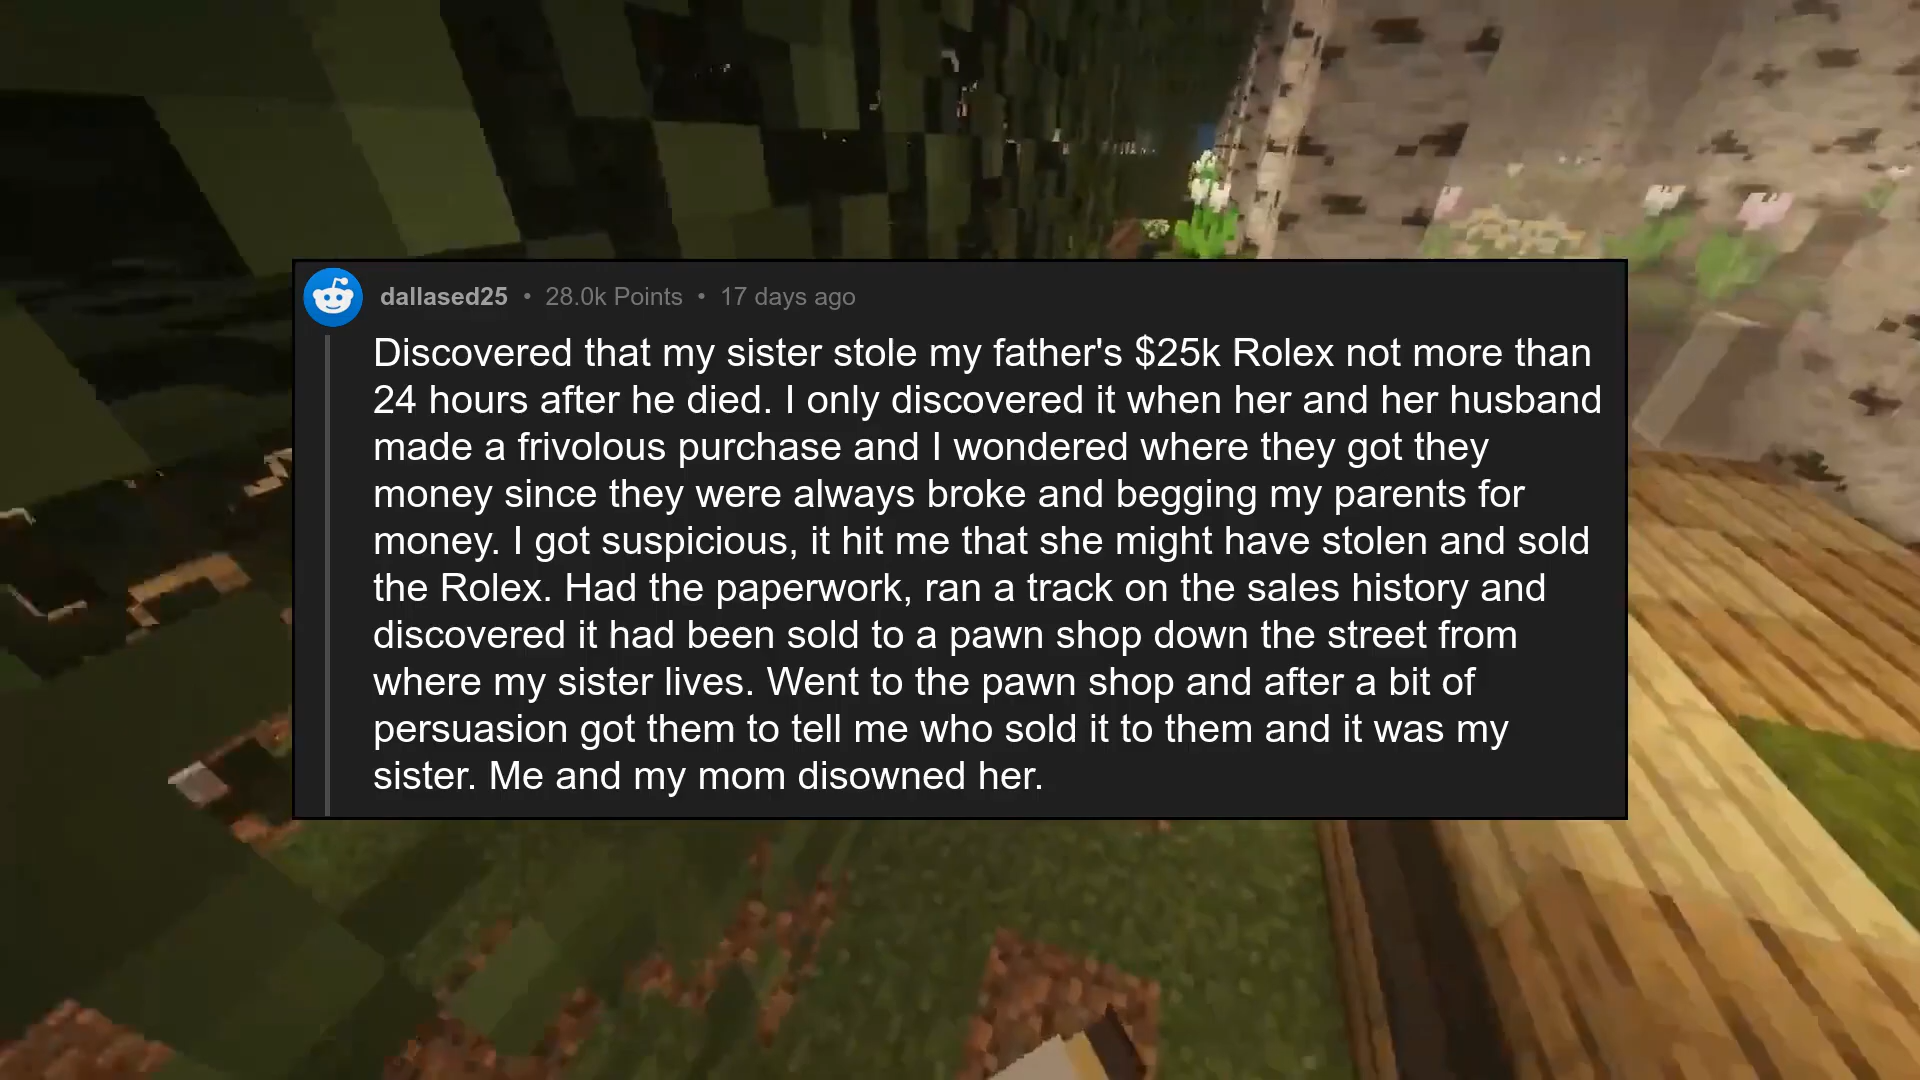 dallased25 • 28.0k Points • 17 days ago
Discovered that my sister stole my father's $25k Rolex not more than
24 hours after he died. I only discovered it when her and her husband
made a frivolous purchase and I wondered where they got they
money since they were always broke and begging my parents for
money. I got suspicious, it hit me that she might have stolen and sold
the Rolex. Had the paperwork, ran a track on the sales history and
discovered it had been sold to a pawn shop down the street from
where my sister lives. Went to the pawn shop and after a bit of
persuasion got them to tell me who sold it to them and it was my
sister. Me and my mom disowned her.